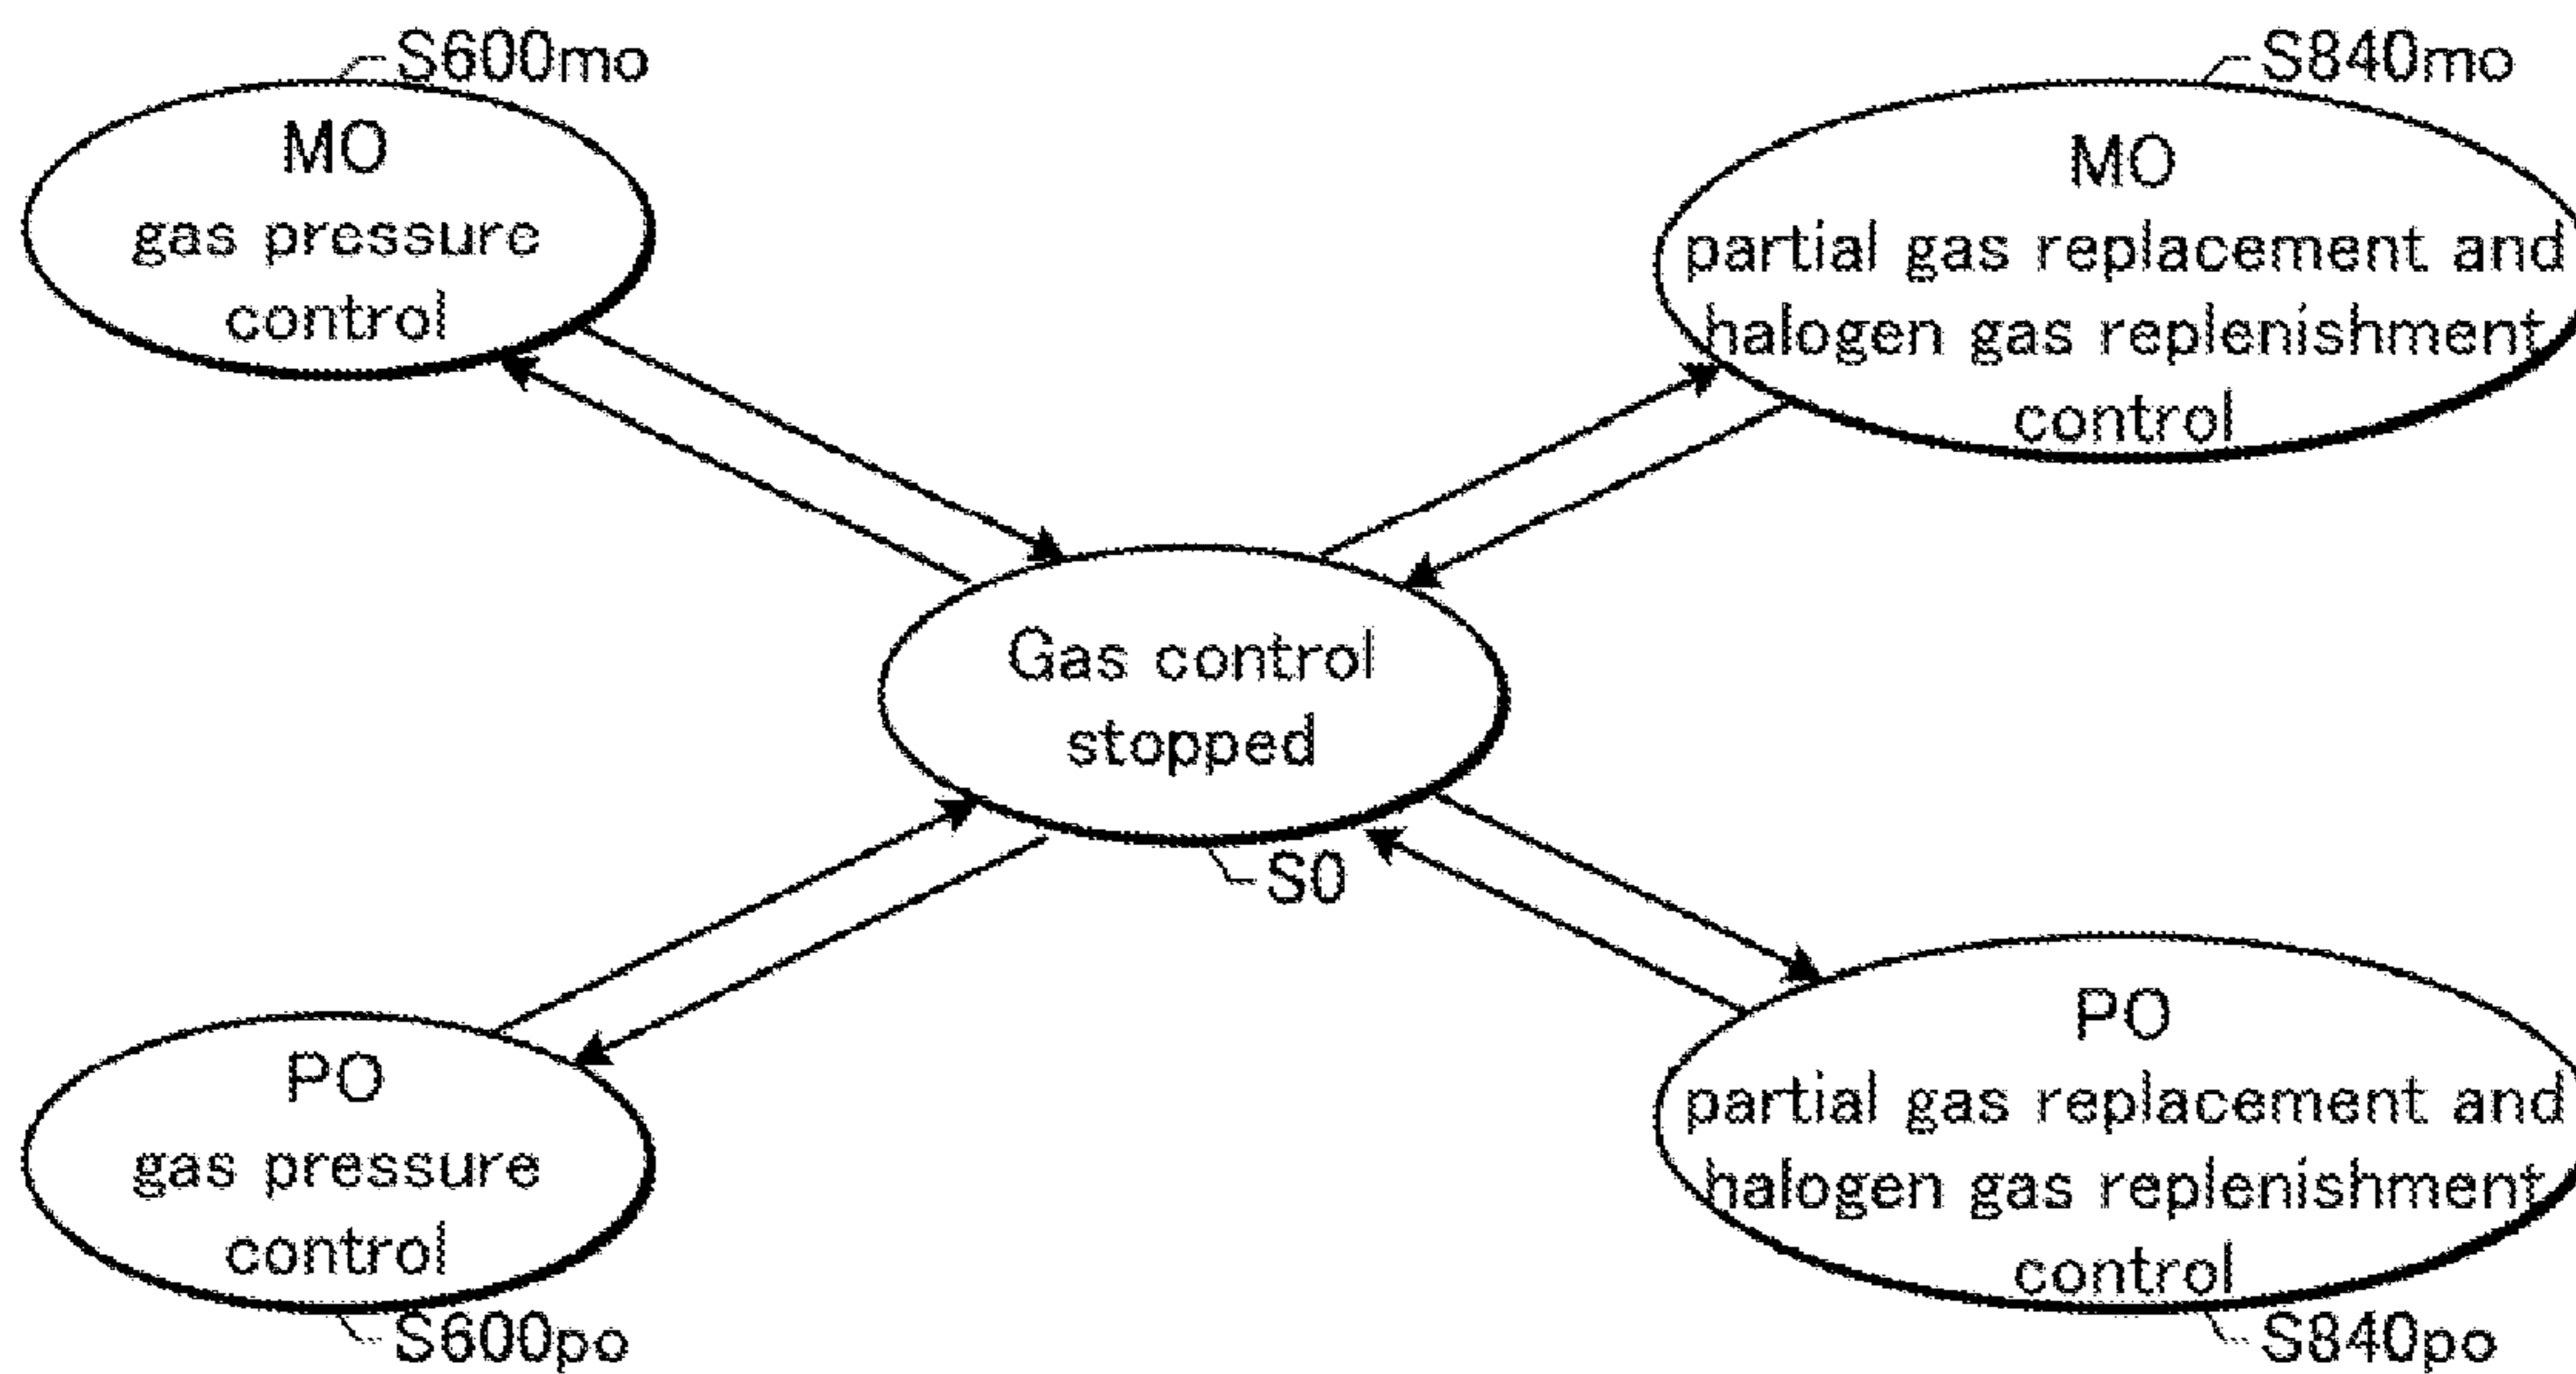 S600mo
MO
gas pressure
control
S840mo
MO
partial gas replacement and
halogen gas replenishment
control
Gas control
stopped
S0
PO
gas pressure
control
S600po
PO
partial gas replacement and
halogen gas replenishment
control
S840po